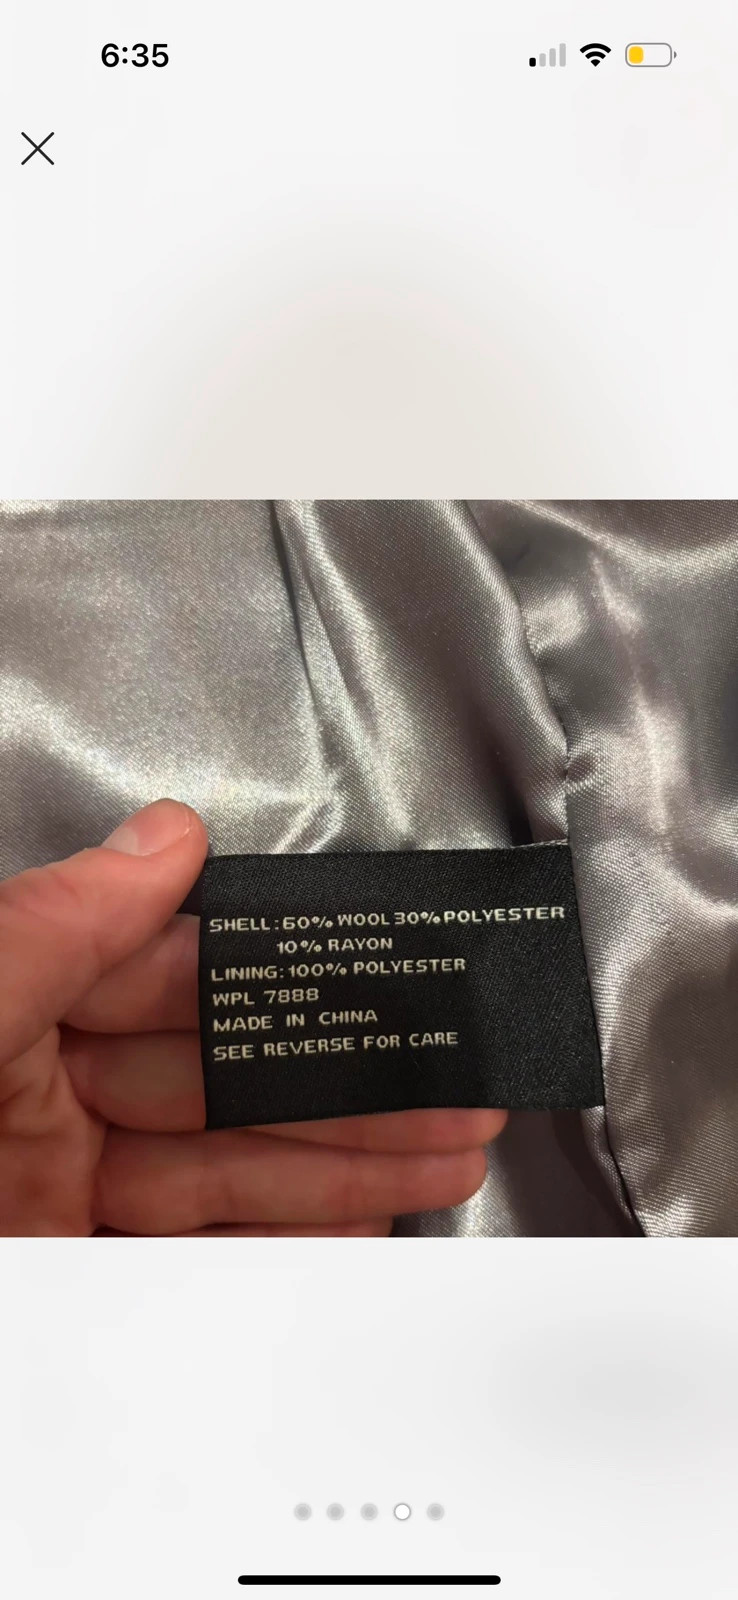 6:35
SHELL: 60% WOOL 30% POLYESTER
10% RAYON
LINING: 100% POLYESTER
WPL 7888
MADE IN CHINA
SEE REVERSE FOR CARE